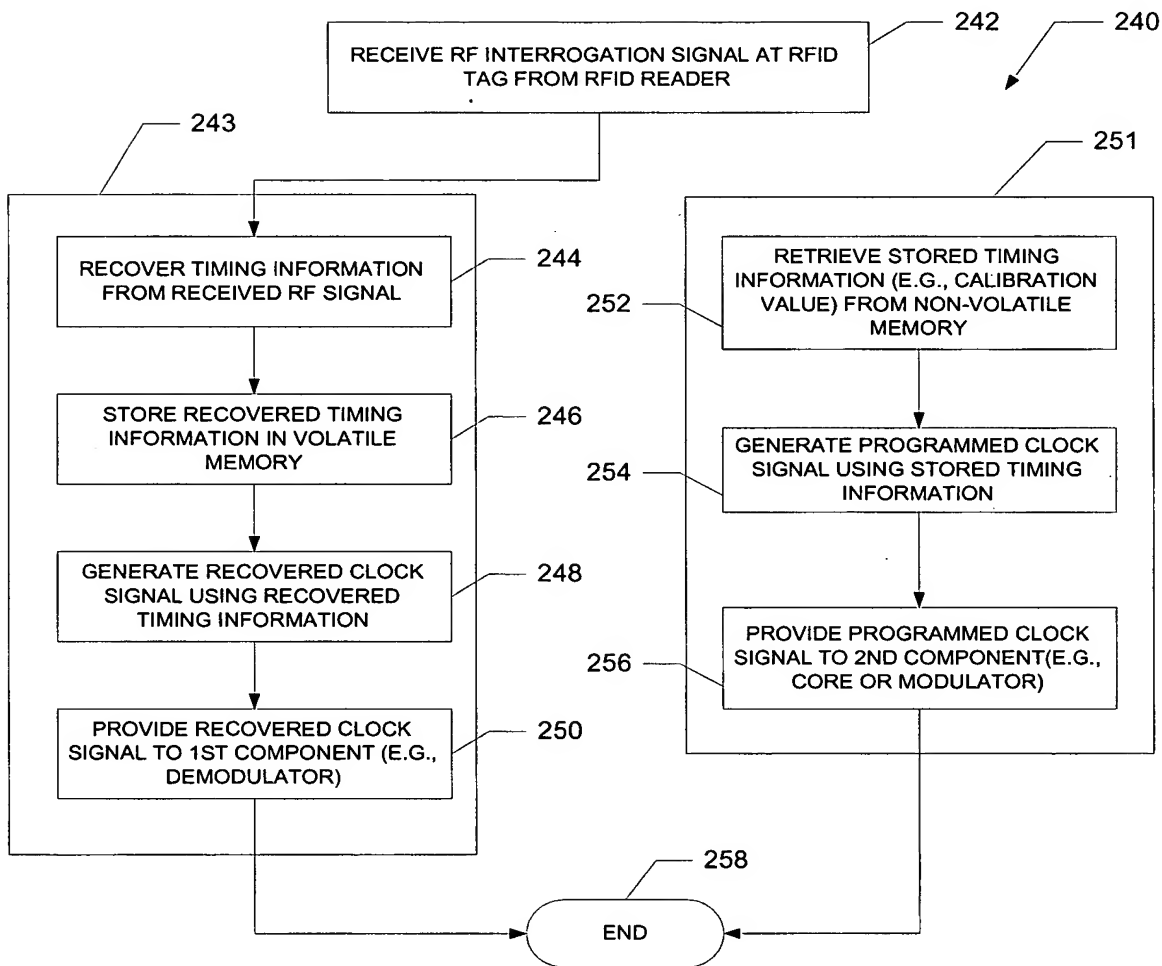 242
240
RECEIVE RF INTERROGATION SIGNAL AT RFID
TAG FROM RFID READER
243
251
RECOVER TIMING INFORMATION
FROM RECEIVED RF SIGNAL
244
STORE RECOVERED TIMING
INFORMATION IN VOLATILE
MEMORY
246
GENERATE RECOVERED CLOCK
SIGNAL USING RECOVERED
TIMING INFORMATION
248
PROVIDE RECOVERED CLOCK
SIGNAL TO 1ST COMPONENT (E.G.,
DEMODULATOR)
250
RETRIEVE STORED TIMING
INFORMATION (E.G., CALIBRATION
VALUE) FROM NON-VOLATILE
MEMORY
252
GENERATE PROGRAMMED CLOCK
SIGNAL USING STORED TIMING
INFORMATION
254
PROVIDE PROGRAMMED CLOCK
SIGNAL TO 2ND COMPONENT(E.G.,
CORE OR MODULATOR)
256
258
END